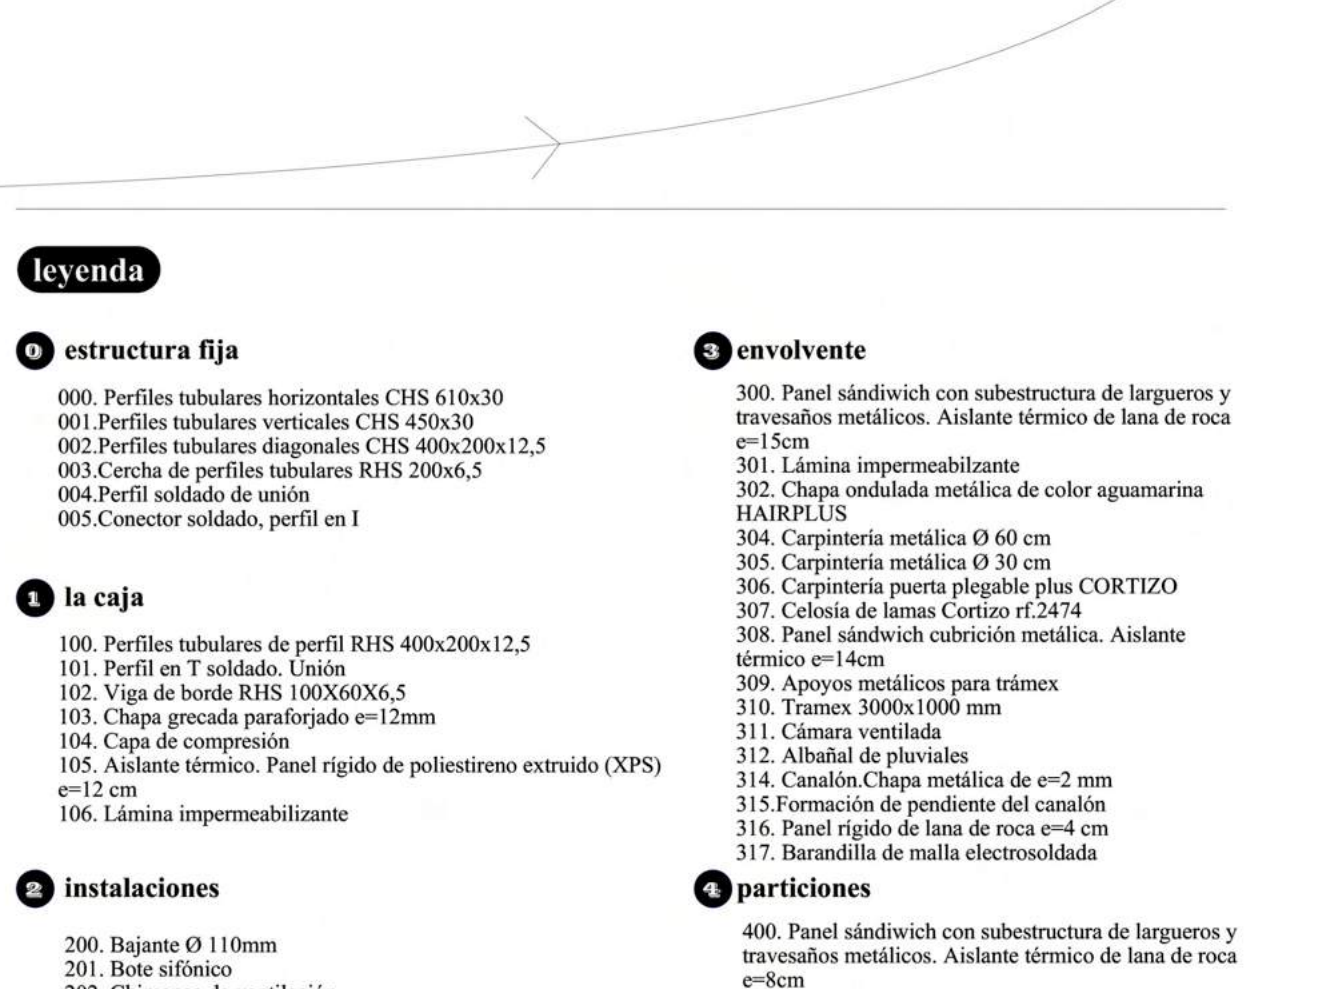 leyenda
0 estructura fija
000. Perfiles tubulares horizontales CHS 610x30
001.Perfiles tubulares verticales CHS 450x30
002.Perfiles tubulares diagonales CHS 400x200x12,5
003.Cercha de perfiles tubulares RHS 200x6,5
004.Perfil soldado de unión
005.Conector soldado, perfil en I
1 la caja
100. Perfiles tubulares de perfil RHS 400x200x12,5
101. Perfil en T soldado. Unión
102. Viga de borde RHS 100X60X6,5
103. Chapa grecada paraforjado e=12mm
104. Capa de compresión
105. Aislante térmico. Panel rígido de poliestireno extruido (XPS)
e=12 cm
106. Lámina impermeabilizante
2 instalaciones
200. Bajante Ø 110mm
201. Bote sifónico
3 envolvente
300. Panel sándiwich con subestructura de largueros y
travesaños metálicos. Aislante térmico de lana de roca
e=15cm
301. Lámina impermeabilzante
302. Chapa ondulada metálica de color aguamarina
HAIRPLUS
304. Carpintería metálica Ø 60 cm
305. Carpintería metálica Ø 30 cm
306. Carpintería puerta plegable plus CORTIZO
307. Celosía de lamas Cortizo rf.2474
308. Panel sándwich cubrición metálica. Aislante
térmico e=14cm
309. Apoyos metálicos para trámex
310. Tramex 3000x1000 mm
311. Cámara ventilada
312. Albañal de pluviales
314. Canalón.Chapa metálica de e=2 mm
315.Formación de pendiente del canalón
316. Panel rígido de lana de roca e=4 cm
317. Barandilla de malla electrosoldada
4 particiones
400. Panel sándiwich con subestructura de largueros y
travesaños metálicos. Aislante térmico de lana de roca
e=8cm